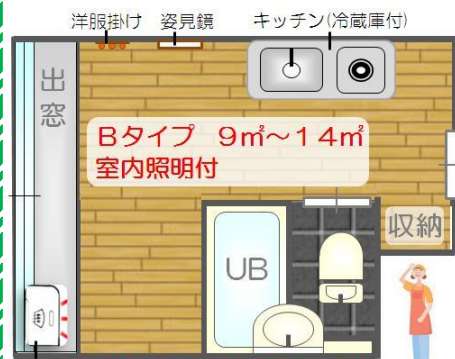 洋服掛け 姿見鏡 キッチン(冷蔵庫付)
出窓
Bタイプ 9㎡～14㎡
室内照明付
収納
UB